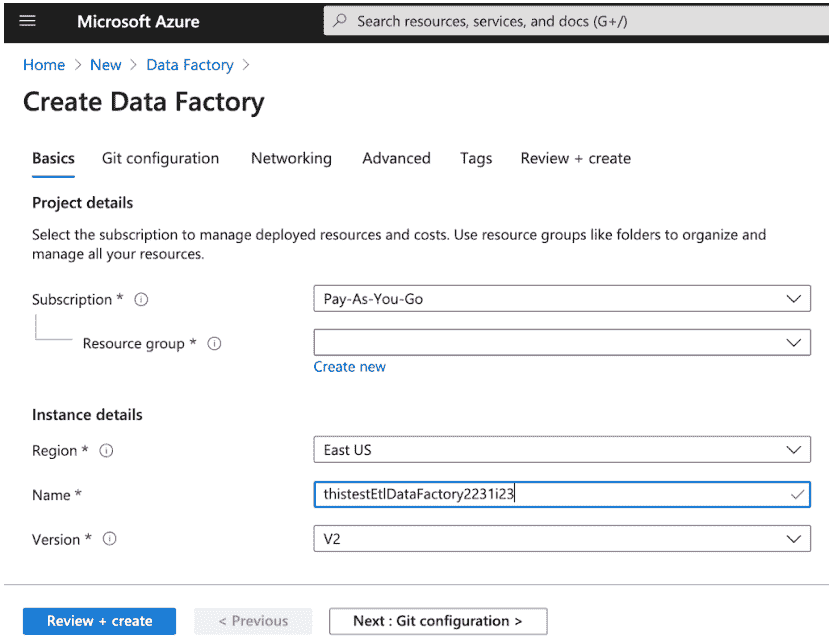 Microsoft Azure
Search resources, services, and docs (G+/)
Home > New > Data Factory >
Create Data Factory
Basics Git configuration Networking Advanced Tags Review + create
Project details
Select the subscription to manage deployed resources and costs. Use resource groups like folders to organize and
manage all your resources.
Subscription * Pay-As-You-Go
Resource group *
Create new
Instance details
Region * East US
Name * thistestEtlDataFactory2231i23
Version * V2
Review + create < Previous Next : Git configuration >